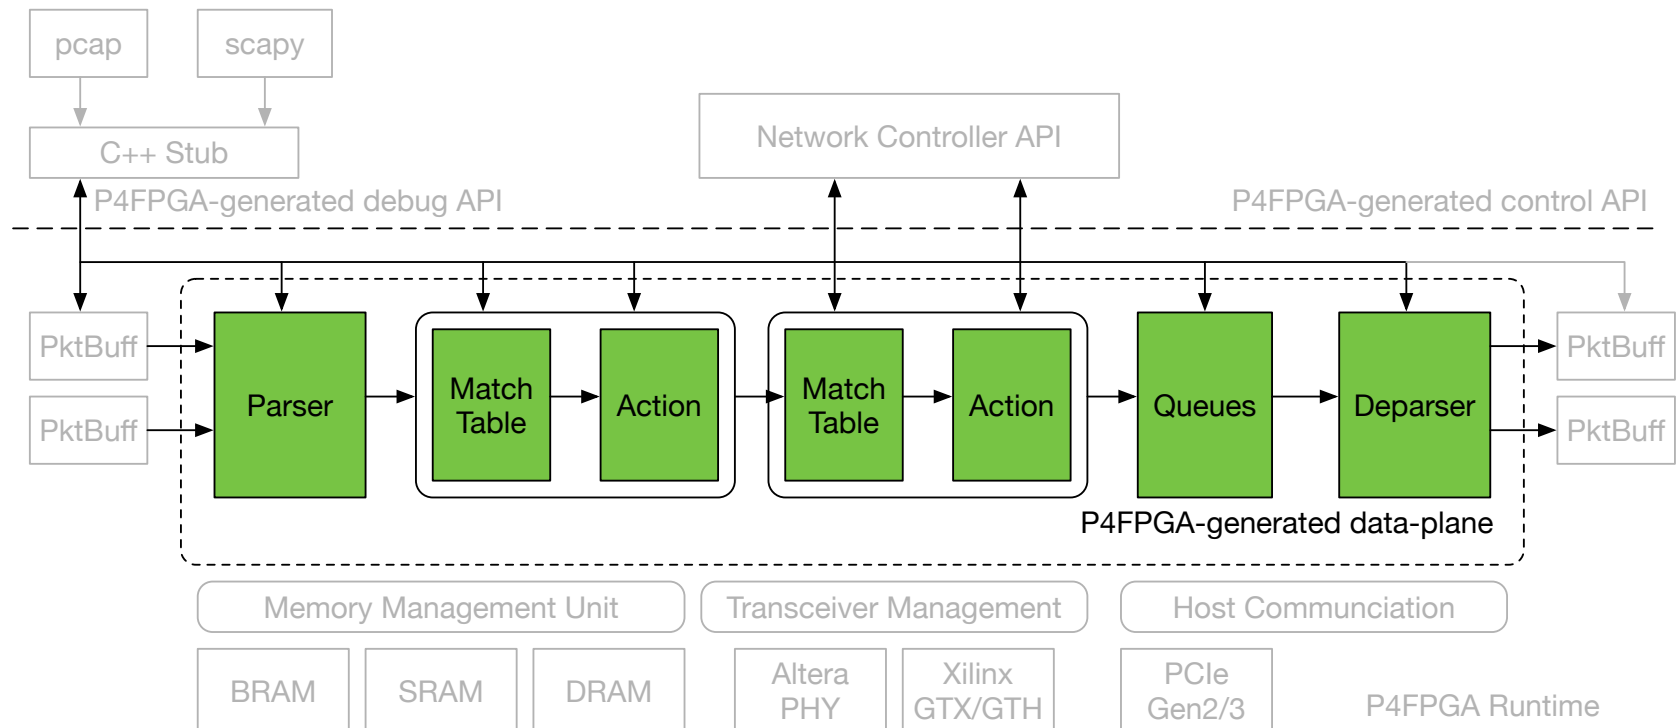 pcap
scapy
C++ Stub
Network Controller API
P4FPGA-generated debug API
P4FPGA-generated control API
PktBuff
PktBuff
Parser
Match
Table
Action
Match
Table
Action
Queues
Deparser
PktBuff
PktBuff
P4FPGA-generated data-plane
Memory Management Unit
Transceiver Management
Host Communciation
BRAM
SRAM
DRAM
Altera
PHY
Xilinx
GTX/GTH
PCIe
Gen2/3
P4FPGA Runtime